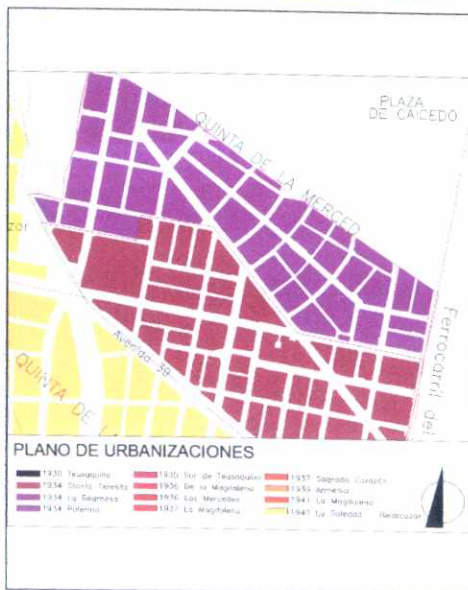 PLAZA
DE CAICEDO
QUINTA DE LA MERCED
Ferrocarril del
Avenida 39
QUINTA DE LA
PLANO DE URBANIZACIONES
1930 Teusaquillo
1934 Santa Teresita
1934 La
1934 Palermo
1935 Sur de Teusaquillo
1936 De la Magdalena
1936 Las Mercedes
1937 La Magdalena
1937 Sagrado Corazón
1939 Armenia
1941 La Magdalena
1947 La Soledad